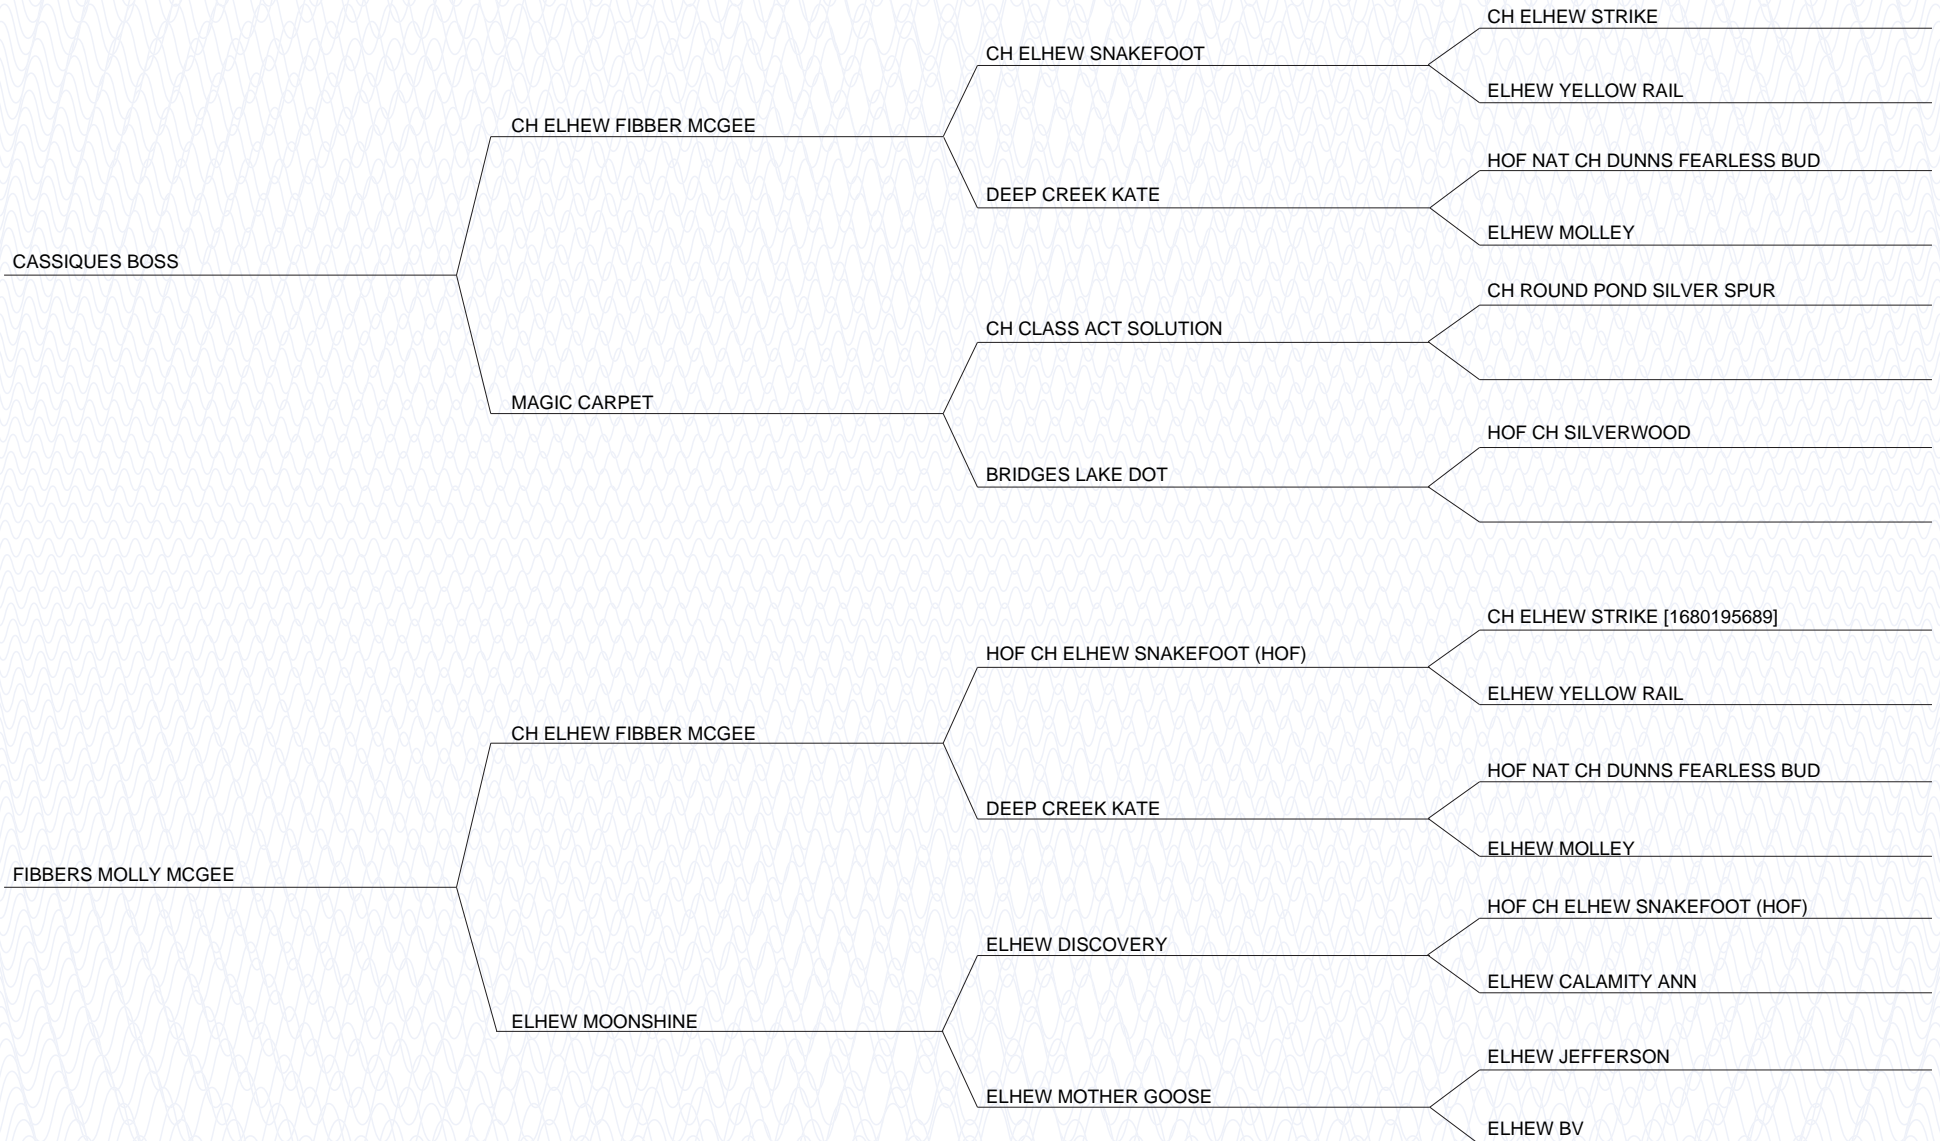 CH ELHEW STRIKE
CH ELHEW SNAKEFOOT
ELHEW YELLOW RAIL
CH ELHEW FIBBER MCGEE
HOF NAT CH DUNNS FEARLESS BUD
DEEP CREEK KATE
ELHEW MOLLEY
CASSIQUES BOSS
CH ROUND POND SILVER SPUR
CH CLASS ACT SOLUTION
MAGIC CARPET
HOF CH SILVERWOOD
BRIDGES LAKE DOT
CH ELHEW STRIKE [1680195689]
HOF CH ELHEW SNAKEFOOT (HOF)
ELHEW YELLOW RAIL
CH ELHEW FIBBER MCGEE
HOF NAT CH DUNNS FEARLESS BUD
DEEP CREEK KATE
ELHEW MOLLEY
FIBBERS MOLLY MCGEE
HOF CH ELHEW SNAKEFOOT (HOF)
ELHEW DISCOVERY
ELHEW CALAMITY ANN
ELHEW MOONSHINE
ELHEW JEFFERSON
ELHEW MOTHER GOOSE
ELHEW BV